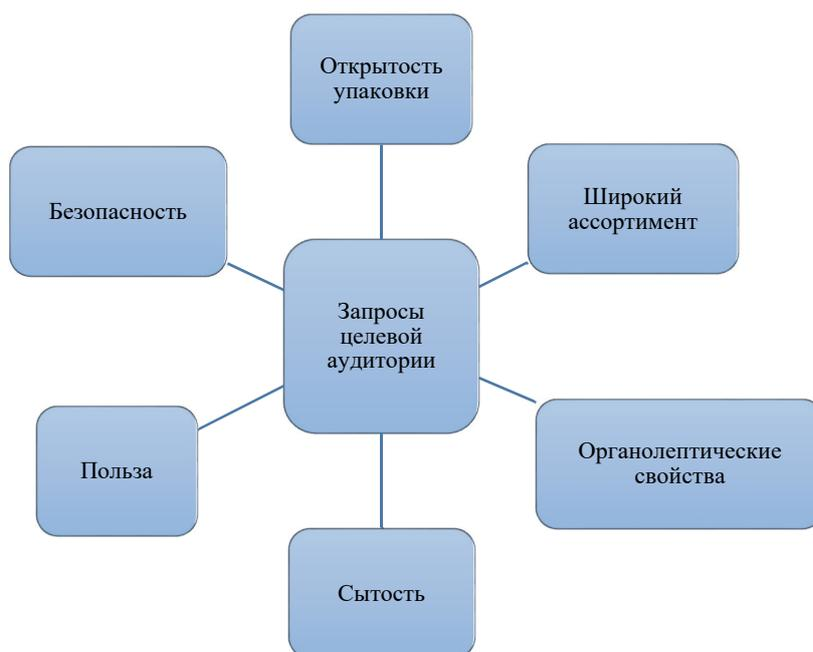 Открытость
упаковки
Безопасность
Широкий
ассортимент
Запросы
целевой
аудитории
Польза
Органолептические
свойства
Сытость